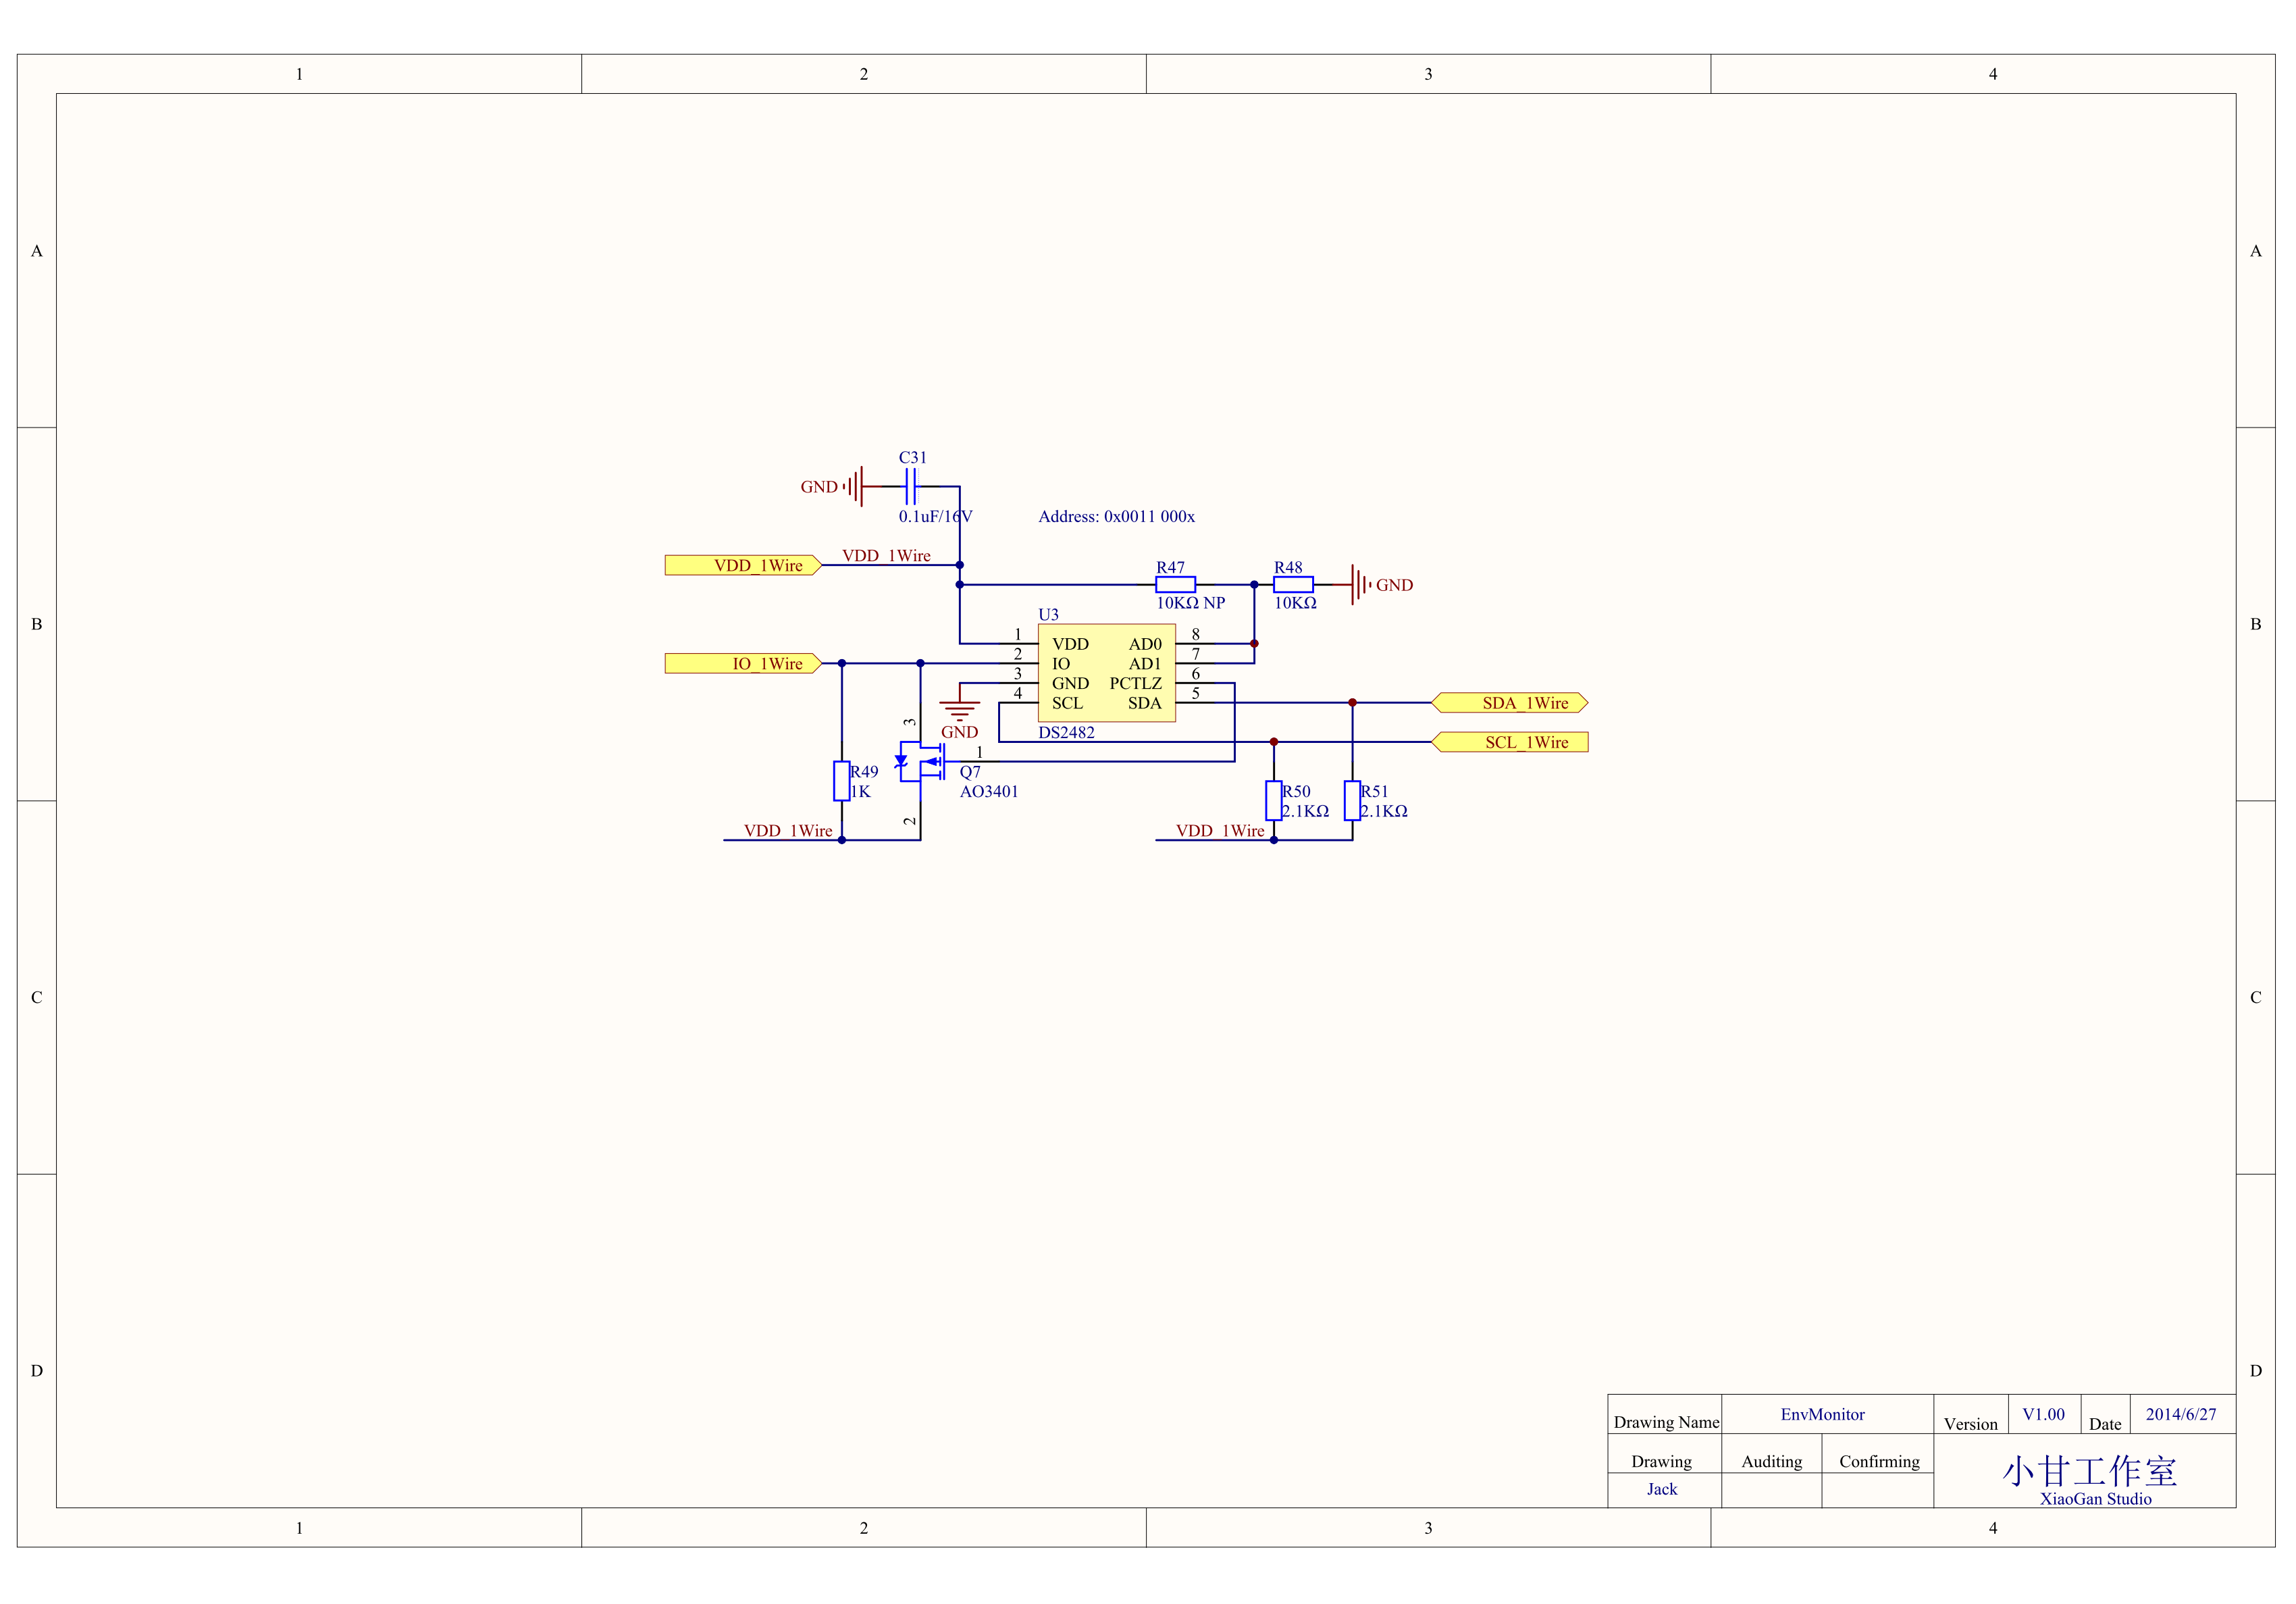 1 2 3 4
A A
C31
GND
0.1uF/16V
Address: 0x0011 000x
VDD_1Wire VDD_1Wire
R47 R48
GND
10KΩ NP 10KΩ
U3
B B
1 VDD AD0 8
IO_1Wire 2 IO AD1 7
3 GND PCTLZ 6
4 SCL SDA 5
SDA_1Wire
3
GND DS2482
SCL_1Wire
1
R49 Q7
1K AO3401
R50 R51
2.1KΩ 2.1KΩ
2
VDD_1Wire VDD_1Wire
C C
D D
Drawing Name EnvMonitor Version V1.00 Date 2014/6/27
Drawing Auditing Confirming
小甘工作室
Jack
XiaoGan Studio
1 2 3 4